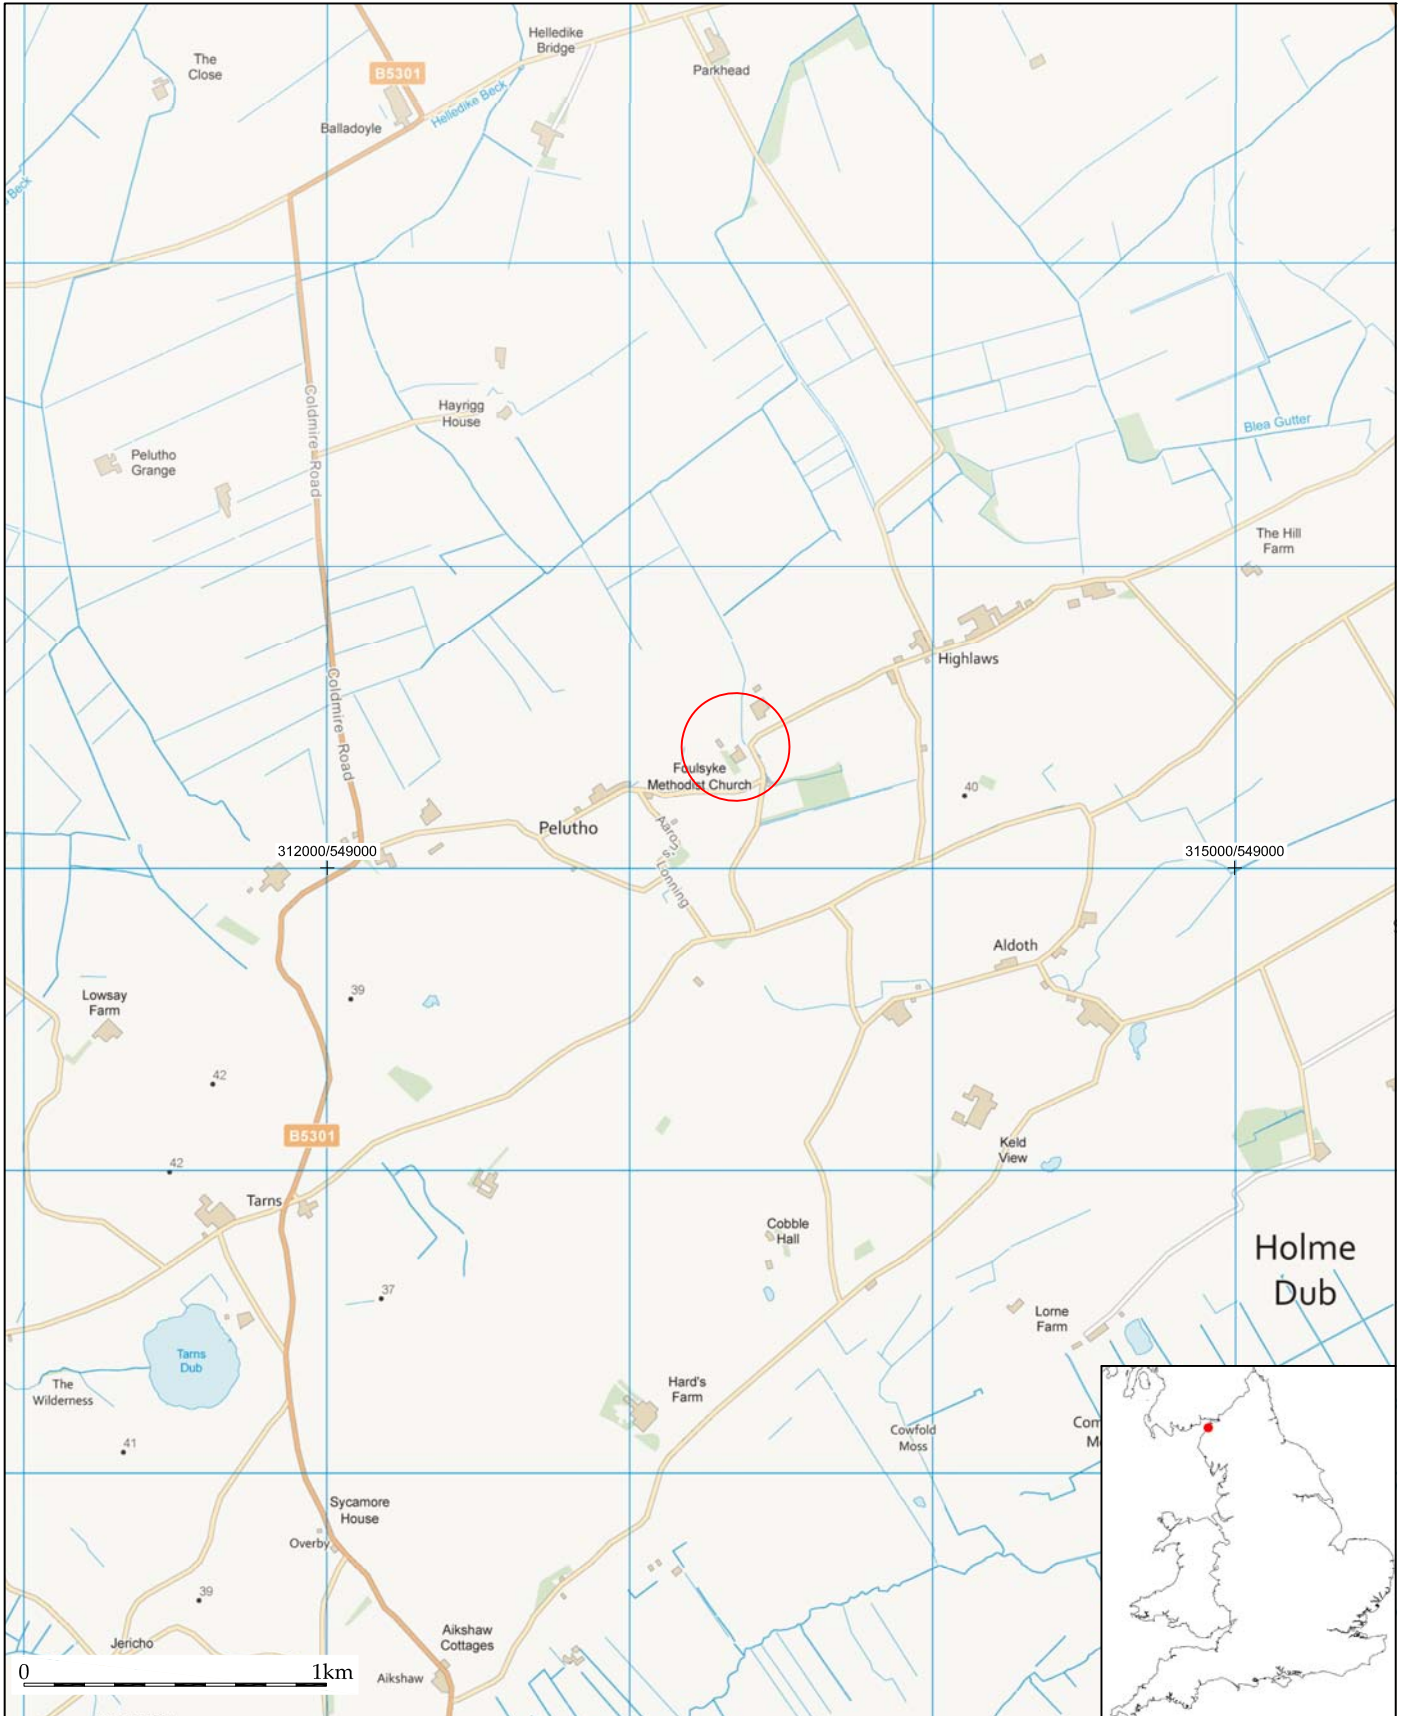 Helledike
Bridge
The
Close
B5301
Parkhead
Helledike Beck
Balladoyle
Beck
Coldmire Road
Hayrigg
House
Blea Gutter
Pelutho
Grange
The Hill
Farm
Highlaws
Coldmire Road
Foulsyke
Methodist Church
40
Pelutho
Aaron's Lonning
312000/549000
315000/549000
Aldoth
39
Lowsay
Farm
42
B5301
Keld
View
42
Tarns
Cobble
Hall
Holme
Dub
37
Lorne
Farm
Tarns
Dub
The
Wilderness
Hard's
Farm
Cowfold
Moss
Com
M
41
Sycamore
House
Overby
39
Aikshaw
Cottages
Jericho
Aikshaw
0 1km